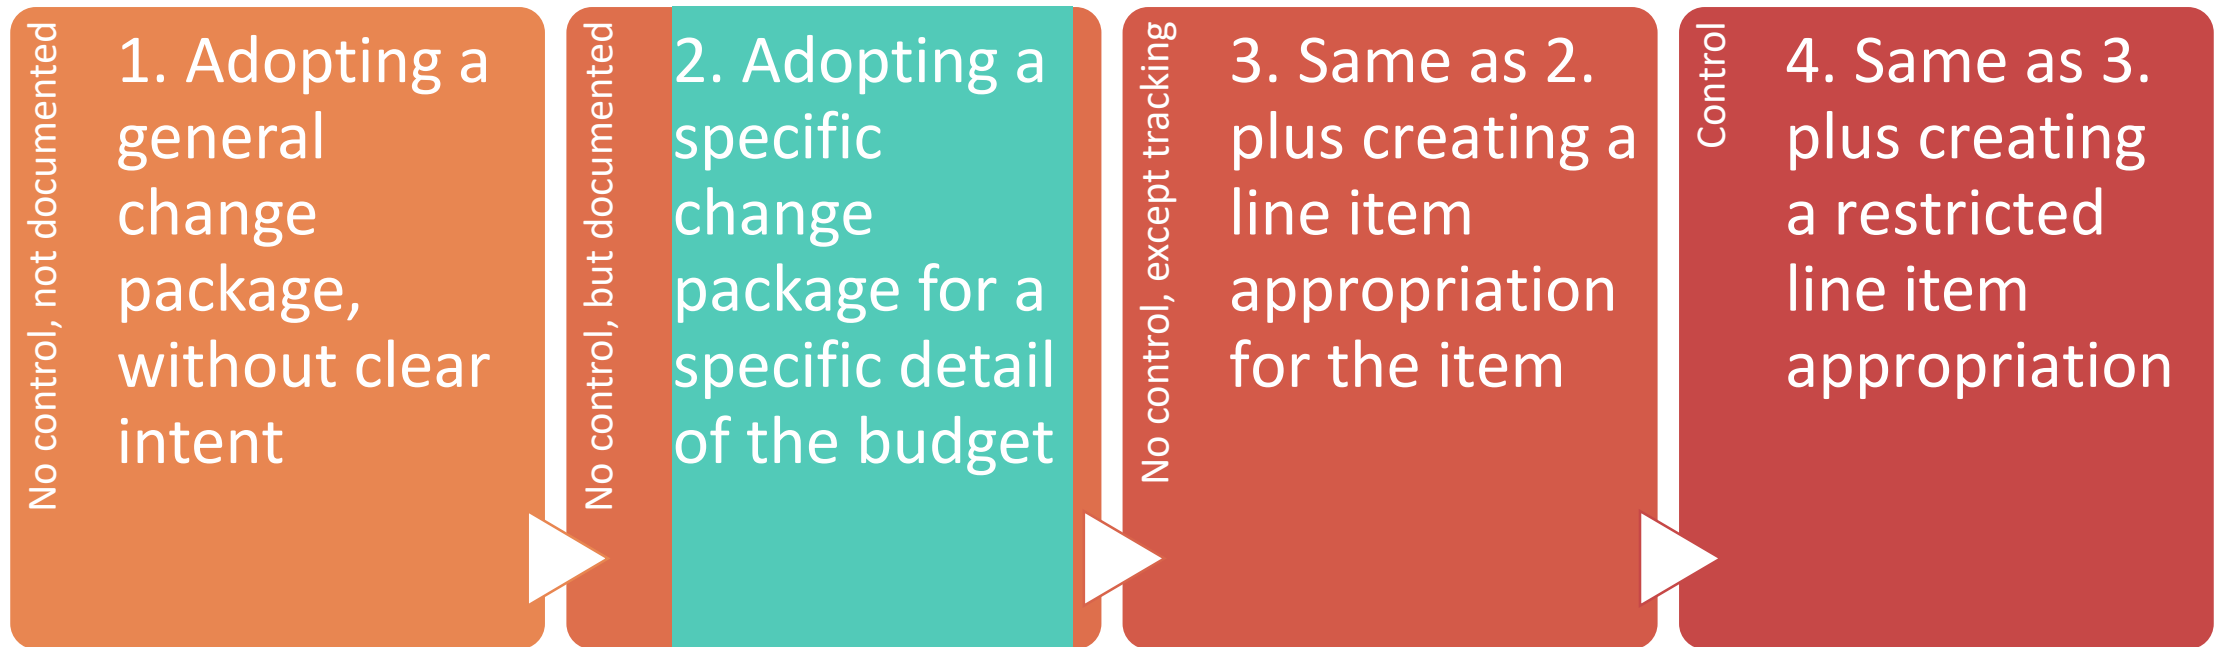 No control, not documented
1. Adopting a
general
change
package,
without clear
intent
No control, but documented
2. Adopting a
specific
change
package for a
specific detail
of the budget
No control, except tracking
3. Same as 2.
plus creating a
line item
appropriation
for the item
Control
4. Same as 3.
plus creating
a restricted
line item
appropriation